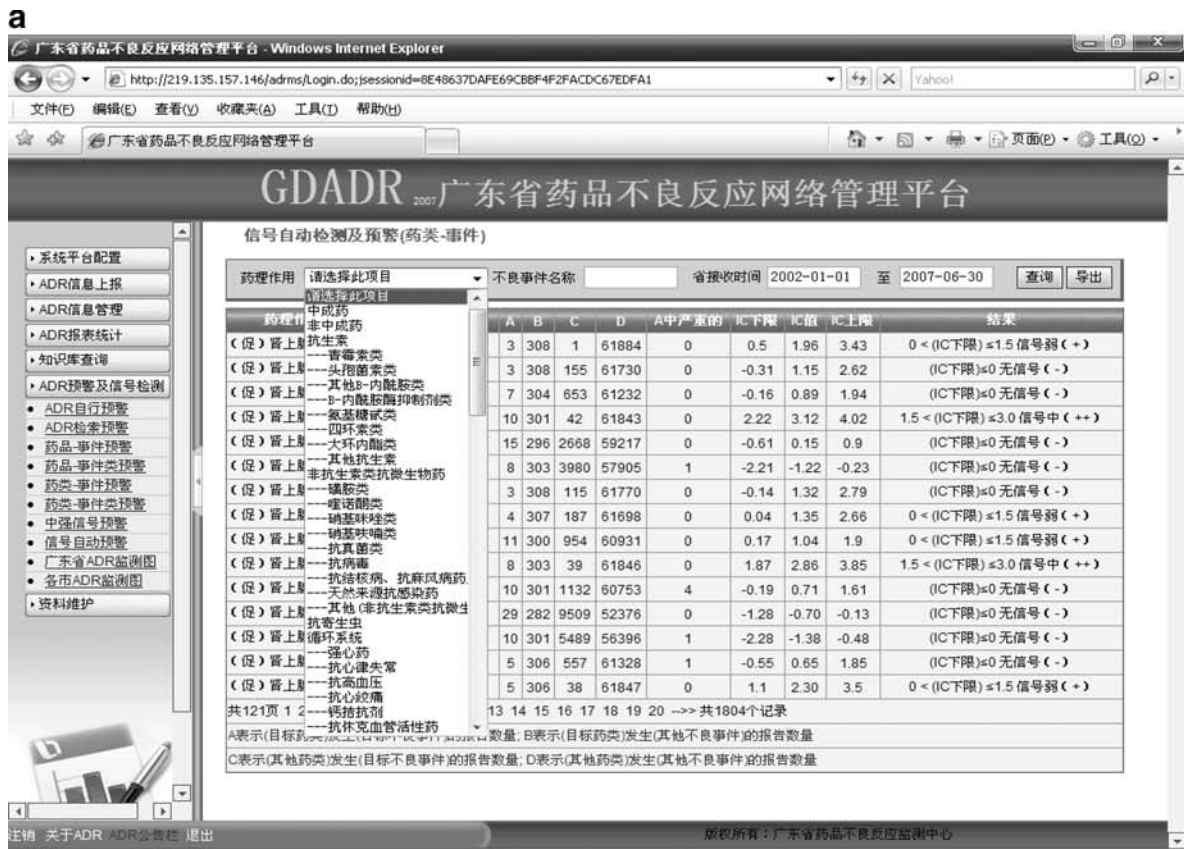 a
广东省药品不良反应网络管理平台 - Windows Internet Explorer
http://219.135.157.146/adrms/Login.do;jsessionid=8E48637DAFE69CBBF4F2FACDC67EDFA1
Yahoo!
文件(F) 编辑(E) 查看(V) 收藏夹(A) 工具(T) 帮助(H)
广东省药品不良反应网络管理平台
页面(P) 工具(O)
GDADR 2007 广东省药品不良反应网络管理平台
信号自动检测及预警(药类-事件)
系统平台配置
ADR信息上报
ADR信息管理
ADR报表统计
知识库查询
ADR预警及信号检测
ADR自行预警
ADR检索预警
药品-事件预警
药品-事件类预警
药类-事件预警
药类-事件类预警
中强信号预警
信号自动预警
广东省ADR监测图
各市ADR监测图
资料维护
药理作用 请选择此项目 不良事件名称 省接收时间 2002-01-01 至 2007-06-30 查询 导出
请选择此项目
中成药
非中成药
抗生素
---青霉素类
---头孢菌素类
---其他β-内酰胺类
---β-内酰胺酶抑制剂类
---氨基糖甙类
---四环素类
---大环内酯类
---其他抗生素
非抗生素类抗微生物药
---磺胺类
---喹诺酮类
---硝基咪唑类
---硝基呋喃类
---抗真菌类
---抗病毒
---抗结核病、抗麻风病药
---天然来源抗感染药
---其他(非抗生素类抗微生
抗寄生虫
循环系统
---强心药
---抗心律失常
---抗高血压
---抗心绞痛
---钙拮抗剂
---抗休克血管活性药
药理作 A B C D A中严重的 IC下限 IC值 IC上限 结果
(促)肾上 3 308 1 61884 0 0.5 1.96 3.43 0<(IC下限)≤1.5 信号弱(+)
(促)肾上 3 308 155 61730 0 -0.31 1.15 2.62 (IC下限)≤0 无信号(-)
(促)肾上 7 304 653 61232 0 -0.16 0.89 1.94 (IC下限)≤0 无信号(-)
(促)肾上 10 301 42 61843 0 2.22 3.12 4.02 1.5<(IC下限)≤3.0 信号中(++)
(促)肾上 15 296 2668 59217 0 -0.61 0.15 0.9 (IC下限)≤0 无信号(-)
(促)肾上 8 303 3980 57905 1 -2.21 -1.22 -0.23 (IC下限)≤0 无信号(-)
(促)肾上 3 308 115 61770 0 -0.14 1.32 2.79 (IC下限)≤0 无信号(-)
(促)肾上 4 307 187 61698 0 0.04 1.35 2.66 0<(IC下限)≤1.5 信号弱(+)
(促)肾上 11 300 954 60931 0 0.17 1.04 1.9 0<(IC下限)≤1.5 信号弱(+)
(促)肾上 8 303 39 61846 0 1.87 2.86 3.85 1.5<(IC下限)≤3.0 信号中(++)
(促)肾上 10 301 1132 60753 4 -0.19 0.71 1.61 (IC下限)≤0 无信号(-)
(促)肾上 29 282 9509 52376 0 -1.28 -0.70 -0.13 (IC下限)≤0 无信号(-)
(促)肾上 10 301 5489 56396 1 -2.28 -1.38 -0.48 (IC下限)≤0 无信号(-)
(促)肾上 5 306 557 61328 1 -0.55 0.65 1.85 (IC下限)≤0 无信号(-)
(促)肾上 5 306 38 61847 0 1.1 2.30 3.5 0<(IC下限)≤1.5 信号弱(+)
共121页 1 2 13 14 15 16 17 18 19 20 -->> 共1804个记录
A表示(目标药类)发生(目标不良事件)的报告数量; B表示(目标药类)发生(其他不良事件)的报告数量
C表示(其他药类)发生(目标不良事件)的报告数量; D表示(其他药类)发生(其他不良事件)的报告数量
注销 关于ADR ADR公告栏 退出
版权所有：广东省药品不良反应监测中心